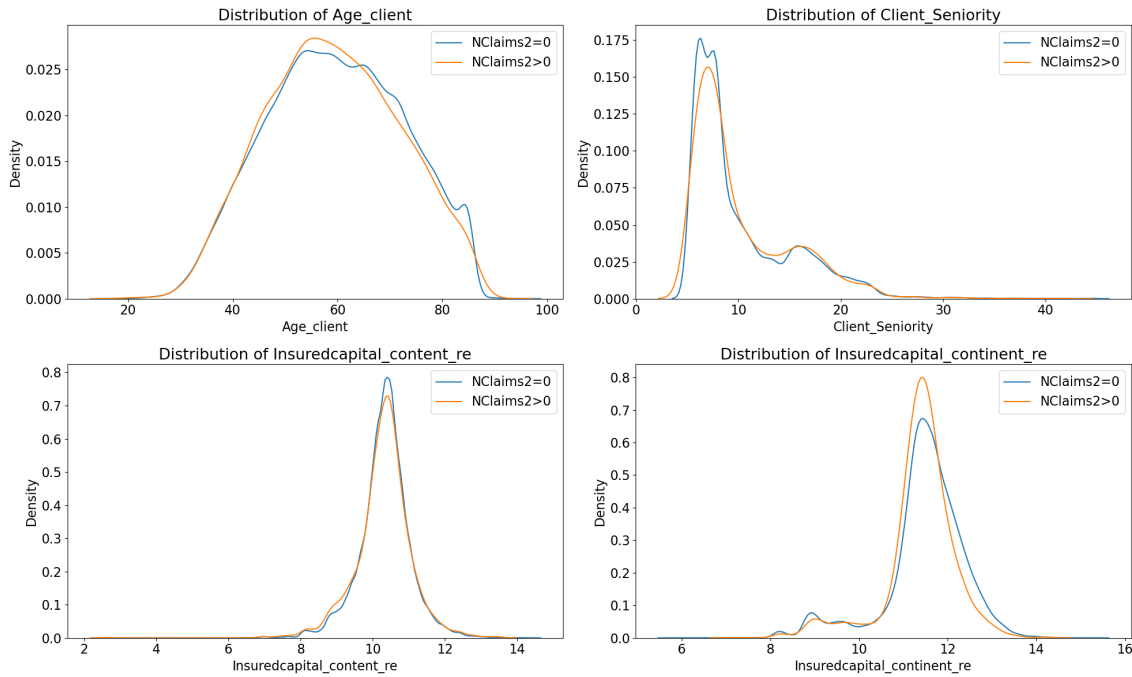 Distribution of Age_client
NClaims2=0
NClaims2>0
0.025
0.020
0.015
0.010
0.005
0.000
Density
20 40 60 80 100
Age_client
Distribution of Client_Seniority
NClaims2=0
NClaims2>0
0.175
0.150
0.125
0.100
0.075
0.050
0.025
0.000
Density
0 10 20 30 40
Client_Seniority
Distribution of Insuredcapital_content_re
NClaims2=0
NClaims2>0
0.8
0.7
0.6
0.5
0.4
0.3
0.2
0.1
0.0
Density
2 4 6 8 10 12 14
Insuredcapital_content_re
Distribution of Insuredcapital_continent_re
NClaims2=0
NClaims2>0
0.8
0.7
0.6
0.5
0.4
0.3
0.2
0.1
0.0
Density
6 8 10 12 14 16
Insuredcapital_continent_re